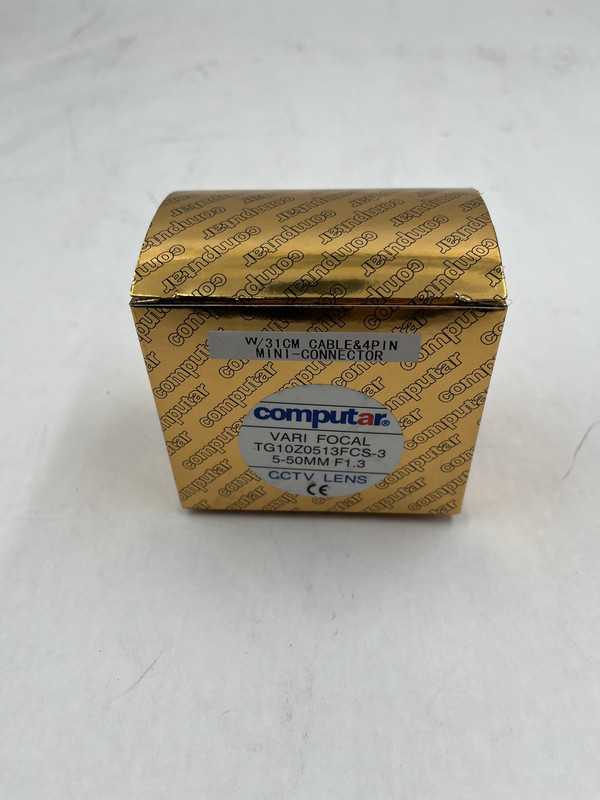 W/31CM CABLE&4PIN
MINI-CONNECTOR
computar®
VARI FOCAL
TG10Z0513FCS-3
5-50MM F1.3
CCTV LENS
CE